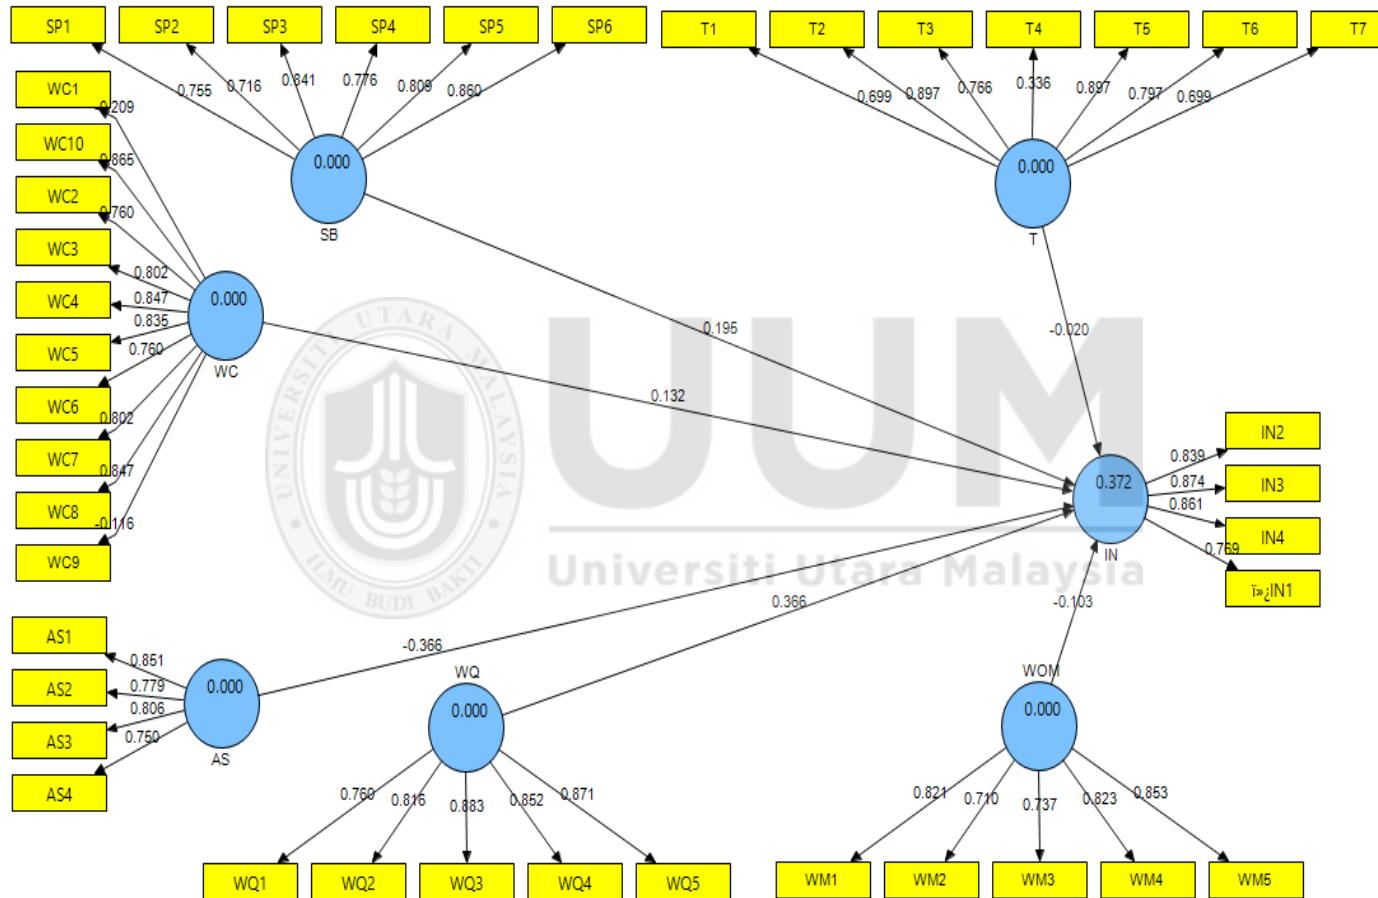 SP1 SP2 SP3 SP4 SP5 SP6 T1 T2 T3 T4 T5 T6 T7
0.755 0.716 0.841 0.776 0.809 0.860 0.699 0.897 0.766 0.336 0.897 0.797 0.699
0.000
SB
0.000
T
WC1
WC10
WC2
WC3
WC4
WC5
WC6
WC7
WC8
WC9
-0.209
0.865
0.760
0.802
0.847
0.835
0.760
0.802
0.847
-0.116
0.000
WC
0.195
-0.020
0.132
UNIVERSITI UTARA MALAYSIA
ILMU BUDI BAKTI
UUM
Universiti Utara Malaysia
0.372
IN
0.839
0.874
0.861
0.769
IN2
IN3
IN4
ï»¿IN1
-0.366
0.366
-0.103
AS1
AS2
AS3
AS4
0.851
0.779
0.806
0.750
0.000
AS
WQ
0.000
0.760 0.816 0.883 0.852 0.871
WQ1 WQ2 WQ3 WQ4 WQ5
WOM
0.000
0.821 0.710 0.737 0.823 0.853
WM1 WM2 WM3 WM4 WM5